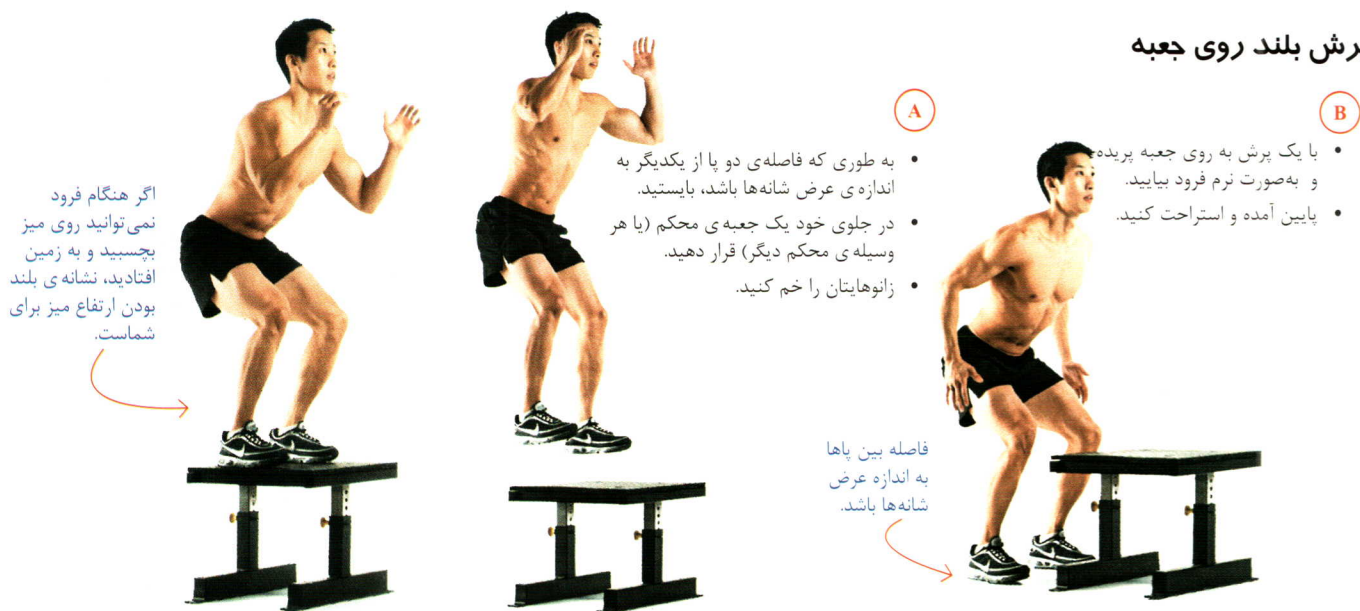 پرش بلند روی جعبه
A
• به طوری که فاصله‌ی دو پا از یکدیگر به
اندازه‌ی عرض شانه‌ها باشد، بایستید.
• در جلوی خود یک جعبه‌ی محکم (یا هر
وسیله‌ی محکم دیگر) قرار دهید.
• زانوهایتان را خم کنید.
B
• با یک پرش به روی جعبه پریده
و به‌صورت نرم فرود بیایید.
• پایین آمده و استراحت کنید.
اگر هنگام فرود
نمی‌توانید روی میز
بچسبید و به زمین
افتادید، نشانه‌ی بلند
بودن ارتفاع میز برای
شماست.
فاصله بین پاها
به اندازه عرض
شانه‌ها باشد.